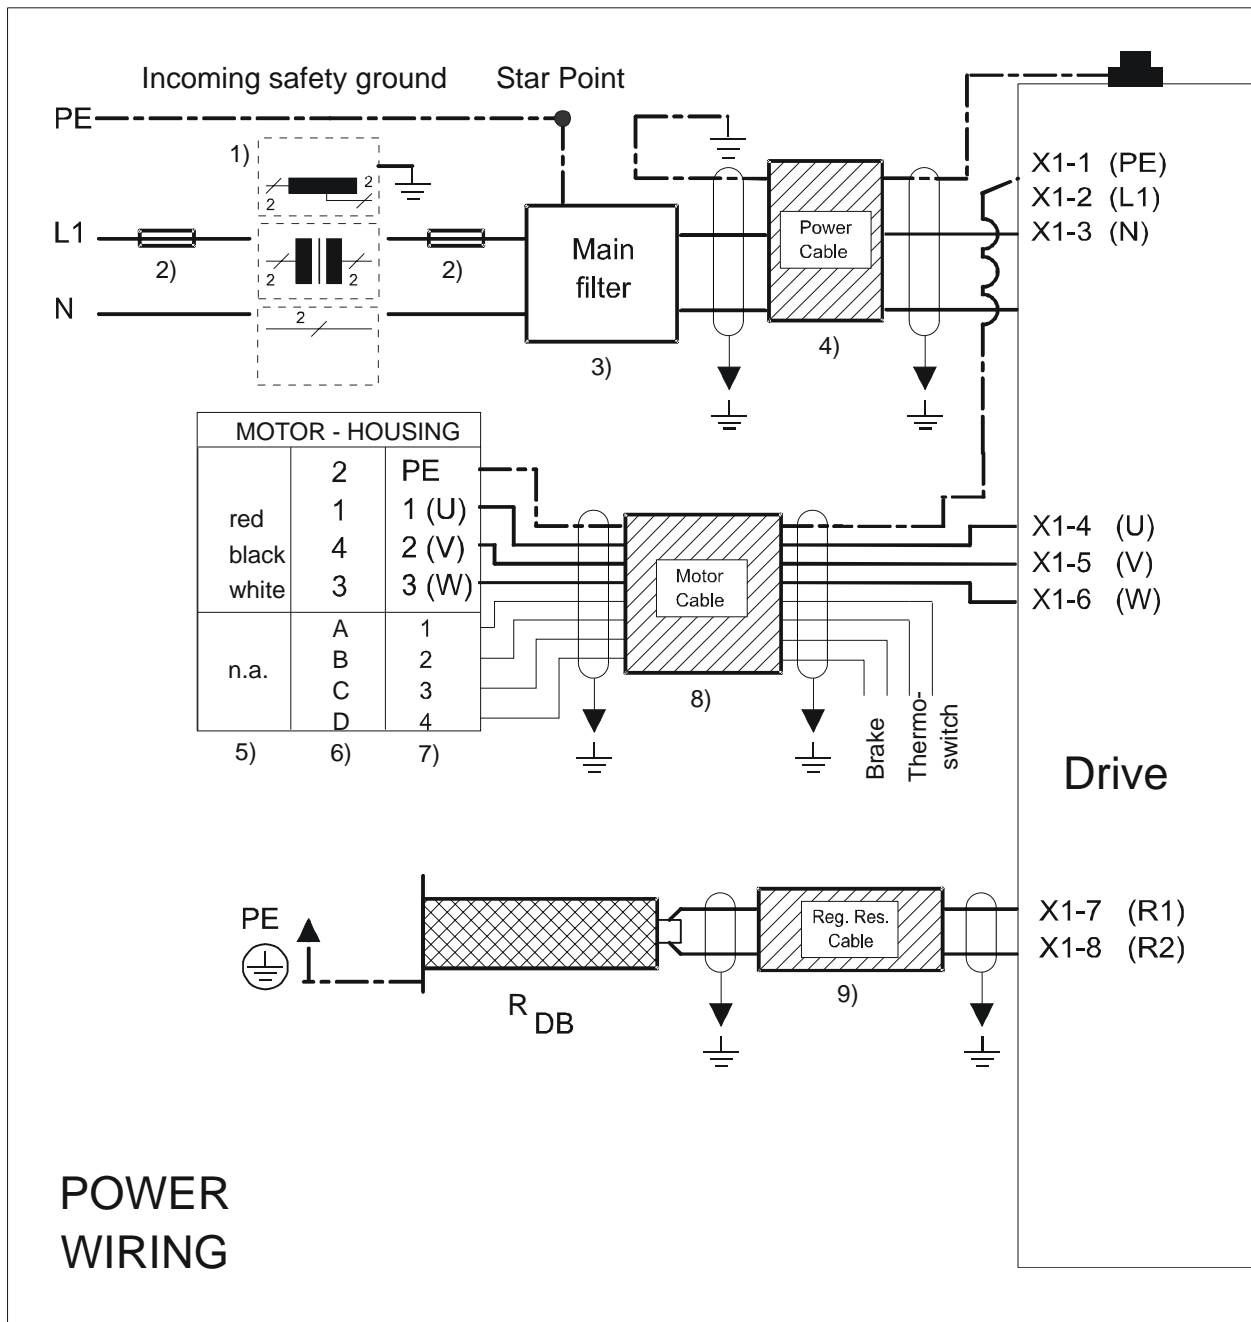 Incoming safety ground Star Point
PE
1)
2
2
X1-1 (PE)
X1-2 (L1)
X1-3 (N)
L1
2)
2
2
2)
Main
filter
Power
Cable
N
2
3)
4)
MOTOR - HOUSING
2 PE
red 1 1 (U)
black 4 2 (V)
white 3 3 (W)
A 1
n.a. B 2
C 3
D 4
5) 6) 7)
Motor
Cable
8)
Brake
Thermo-
switch
X1-4 (U)
X1-5 (V)
X1-6 (W)
Drive
PE
R DB
Reg. Res.
Cable
9)
X1-7 (R1)
X1-8 (R2)
POWER
WIRING